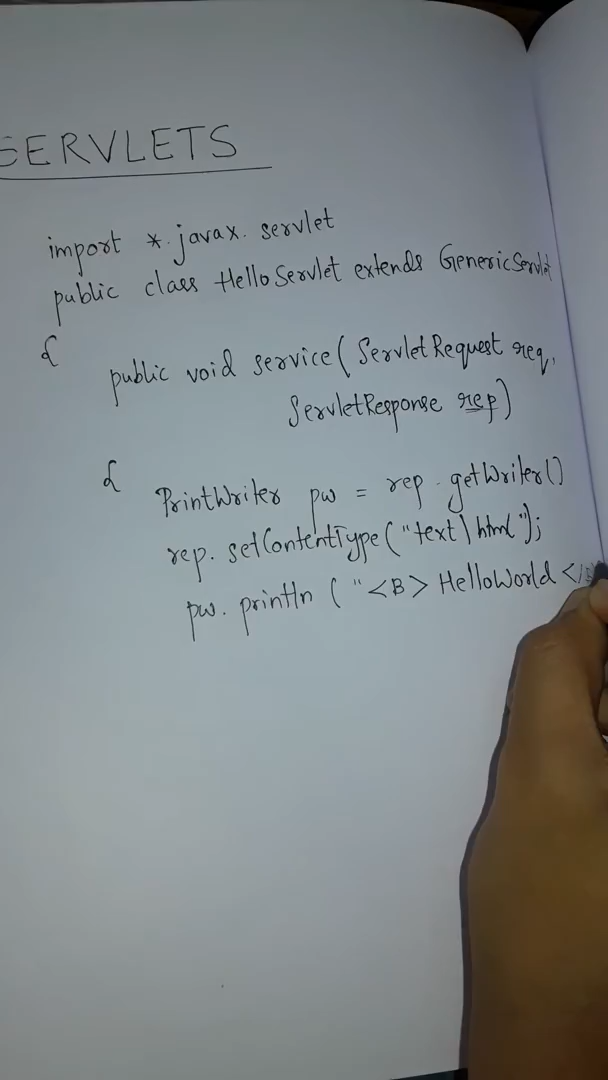 SERVLETS
import *.javax.servlet
public class HelloServlet extends GenericServlet
{
public void service(ServletRequest req,
ServletResponse rep)
{
PrintWriter pw = rep.getWriter()
rep.setContentType("text\html");
pw.println("<B> HelloWorld </B